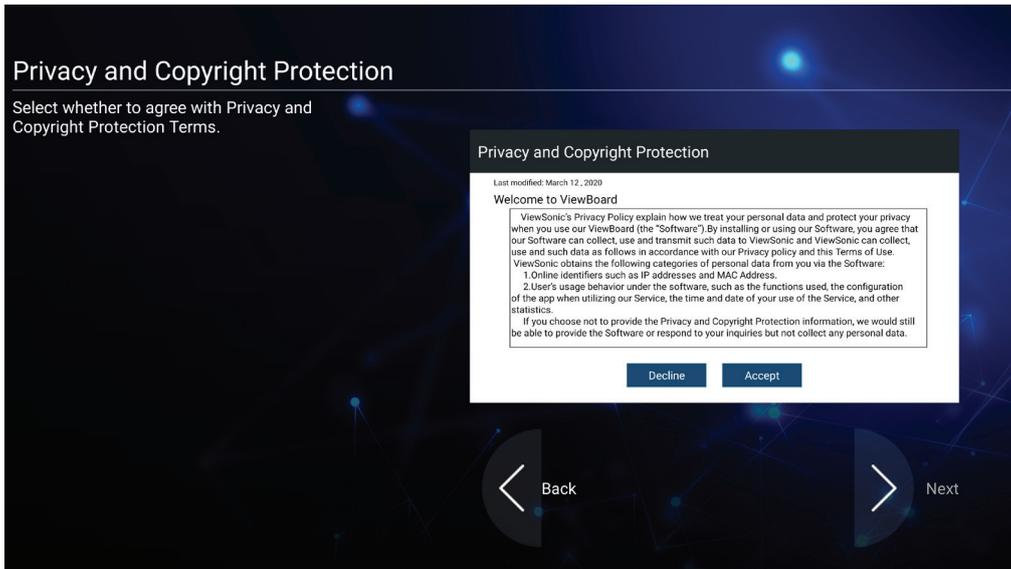 Privacy and Copyright Protection
Select whether to agree with Privacy and
Copyright Protection Terms.
Privacy and Copyright Protection
Last modified: March 12 , 2020
Welcome to ViewBoard
ViewSonic's Privacy Policy explain how we treat your personal data and protect your privacy
when you use our ViewBoard (the “Software”).By installing or using our Software, you agree that
our Software can collect, use and transmit such data to ViewSonic and ViewSonic can collect,
use and such data as follows in accordance with our Privacy policy and this Terms of Use.
ViewSonic obtains the following categories of personal data from you via the Software:
1.Online identifiers such as IP addresses and MAC Address.
2.User's usage behavior under the software, such as the functions used, the configuration
of the app when utilizing our Service, the time and date of your use of the Service, and other
statistics.
If you choose not to provide the Privacy and Copyright Protection information, we would still
be able to provide the Software or respond to your inquiries but not collect any personal data.
Decline
Accept
Back
Next